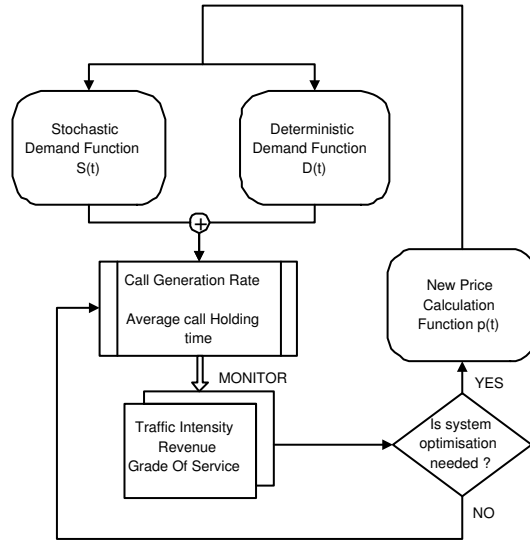 Stochastic
Demand Function
S(t)
Deterministic
Demand Function
D(t)
+
Call Generation Rate
Average call Holding
time
New Price
Calculation
Function p(t)
MONITOR
YES
Traffic Intensity
Revenue
Grade Of Service
Is system
optimisation
needed ?
NO